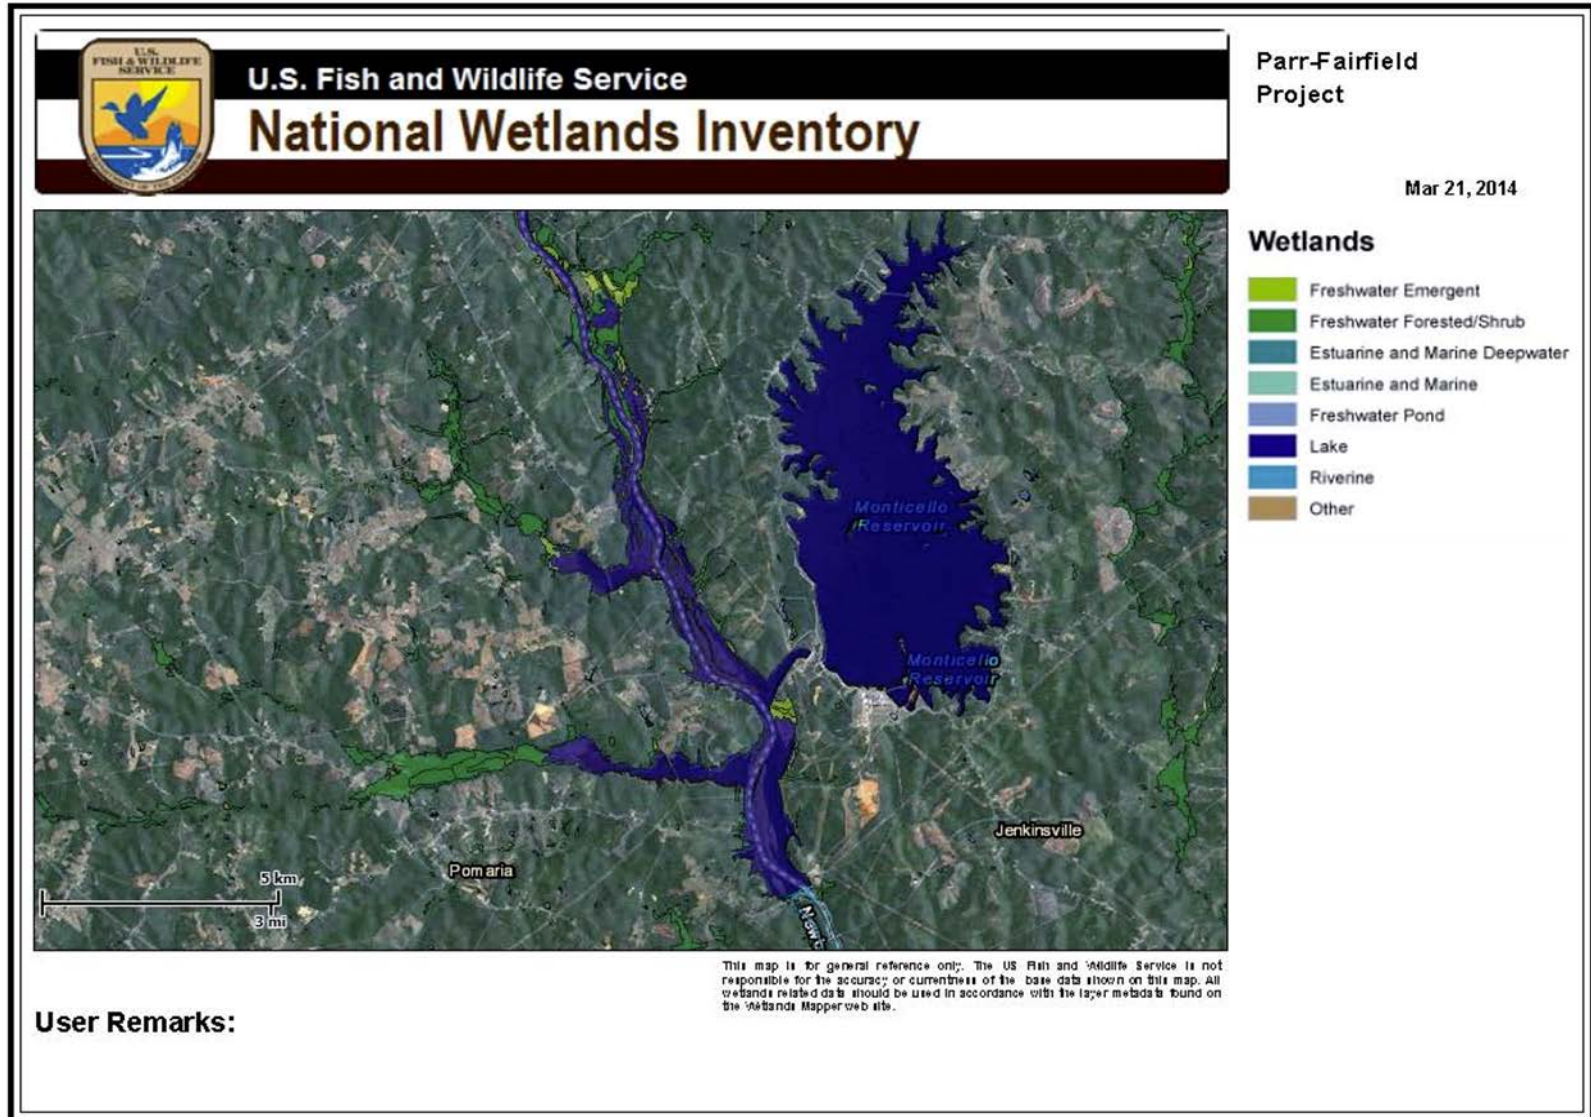 U.S.
FISH & WILDLIFE
SERVICE
DEPARTMENT OF THE INTERIOR
U.S. Fish and Wildlife Service
National Wetlands Inventory
Parr-Fairfield
Project
Mar 21, 2014
Wetlands
Freshwater Emergent
Freshwater Forested/Shrub
Estuarine and Marine Deepwater
Estuarine and Marine
Freshwater Pond
Lake
Riverine
Other
Monticello
Reservoir
Monticello
Reservoir
Jenkinsville
Pomaria
5 km
3 mi
Newb
This map is for general reference only. The US Fish and Wildlife Service is not
responsible for the accuracy or currentness of the base data shown on this map. All
wetlands related data should be used in accordance with the layer metadata found on
the Wetlands Mapper web site.
User Remarks: